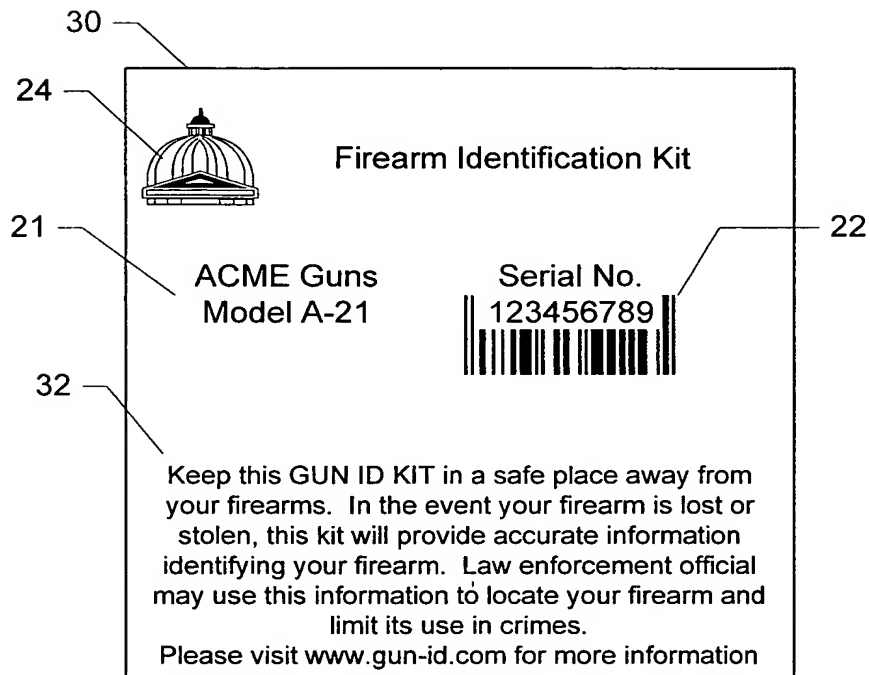 30
24
Firearm Identification Kit
21
22
ACME Guns
Serial No.
Model A-21
123456789
32
Keep this GUN ID KIT in a safe place away from
your firearms. In the event your firearm is lost or
stolen, this kit will provide accurate information
identifying your firearm. Law enforcement official
may use this information to locate your firearm and
limit its use in crimes.
Please visit www.gun-id.com for more information